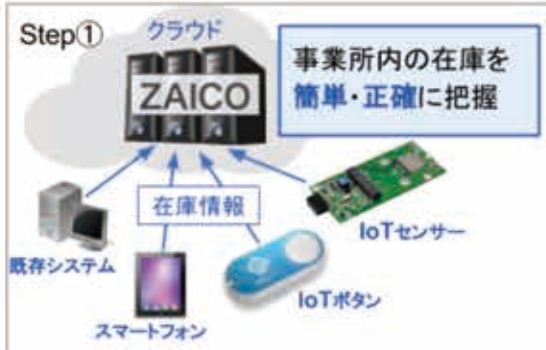 Step①
クラウド
ZAICO
事業所内の在庫を
簡単・正確に把握
在庫情報
既存システム
スマートフォン
IoTボタン
IoTセンサー